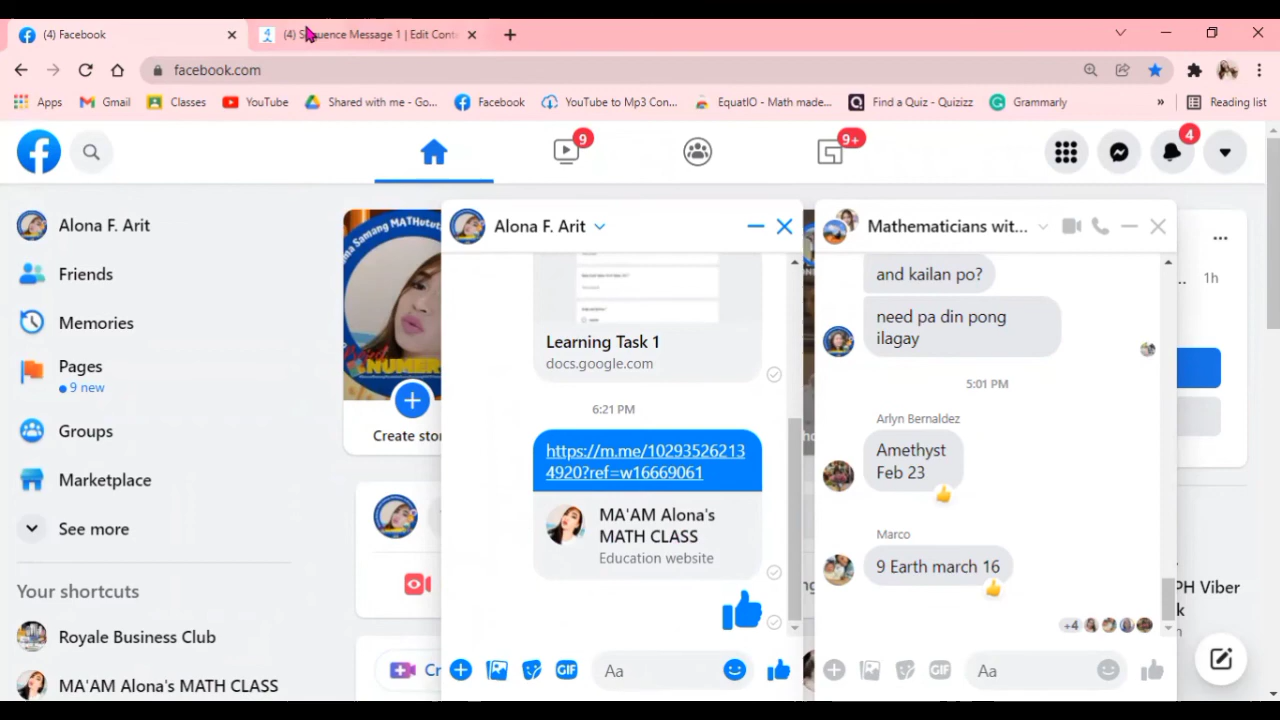 (4) Facebook
(4) Sequence Message 1 | Edit Conte
facebook.com
Apps
Gmail
Classes
YouTube
Shared with me - Go...
Facebook
YouTube to Mp3 Con...
EquatIO - Math made...
Find a Quiz - Quizizz
Grammarly
»
Reading list
9
9+
4
Alona F. Arit
Friends
Memories
Pages
9 new
Groups
Marketplace
See more
Your shortcuts
Royale Business Club
MA'AM Alona's MATH CLASS
Create stor
Cr
Alona F. Arit
Learning Task 1
docs.google.com
6:21 PM
https://m.me/10293526213
4920?ref=w16669061
MA'AM Alona's
MATH CLASS
Education website
GIF
Aa
Mathematicians wit...
and kailan po?
need pa din pong
ilagay
5:01 PM
Arlyn Bernaldez
Amethyst
Feb 23
Marco
9 Earth march 16
+4
GIF
Aa
1h
PH Viber